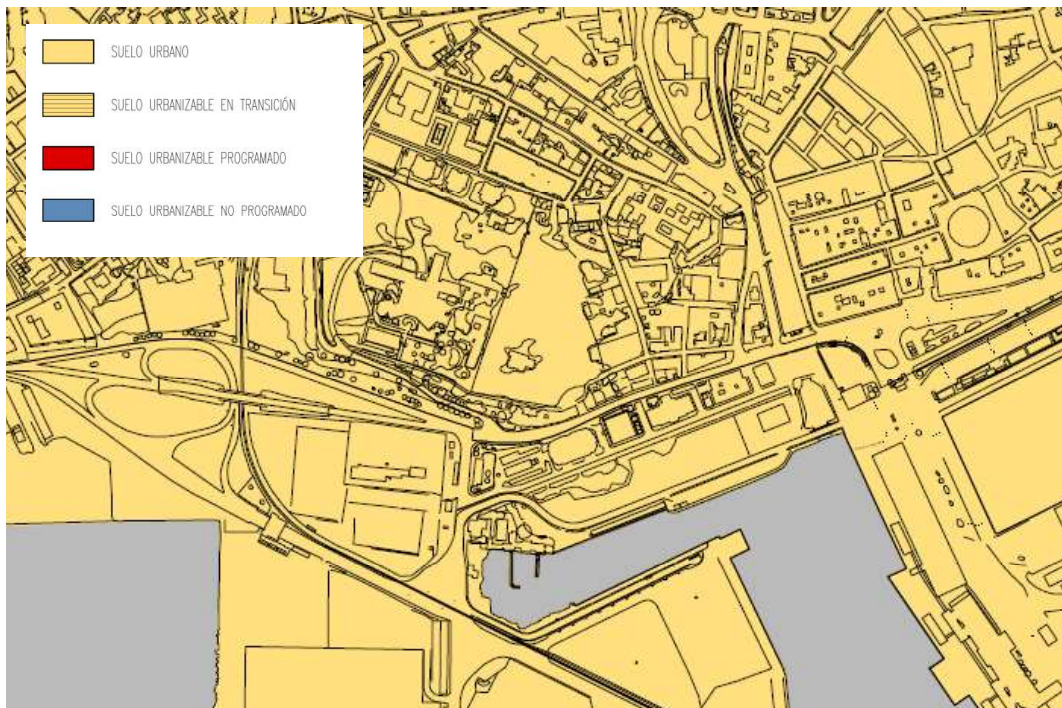 SUELO URBANO
SUELO URBANIZABLE EN TRANSICIÓN
SUELO URBANIZABLE PROGRAMADO
SUELO URBANIZABLE NO PROGRAMADO